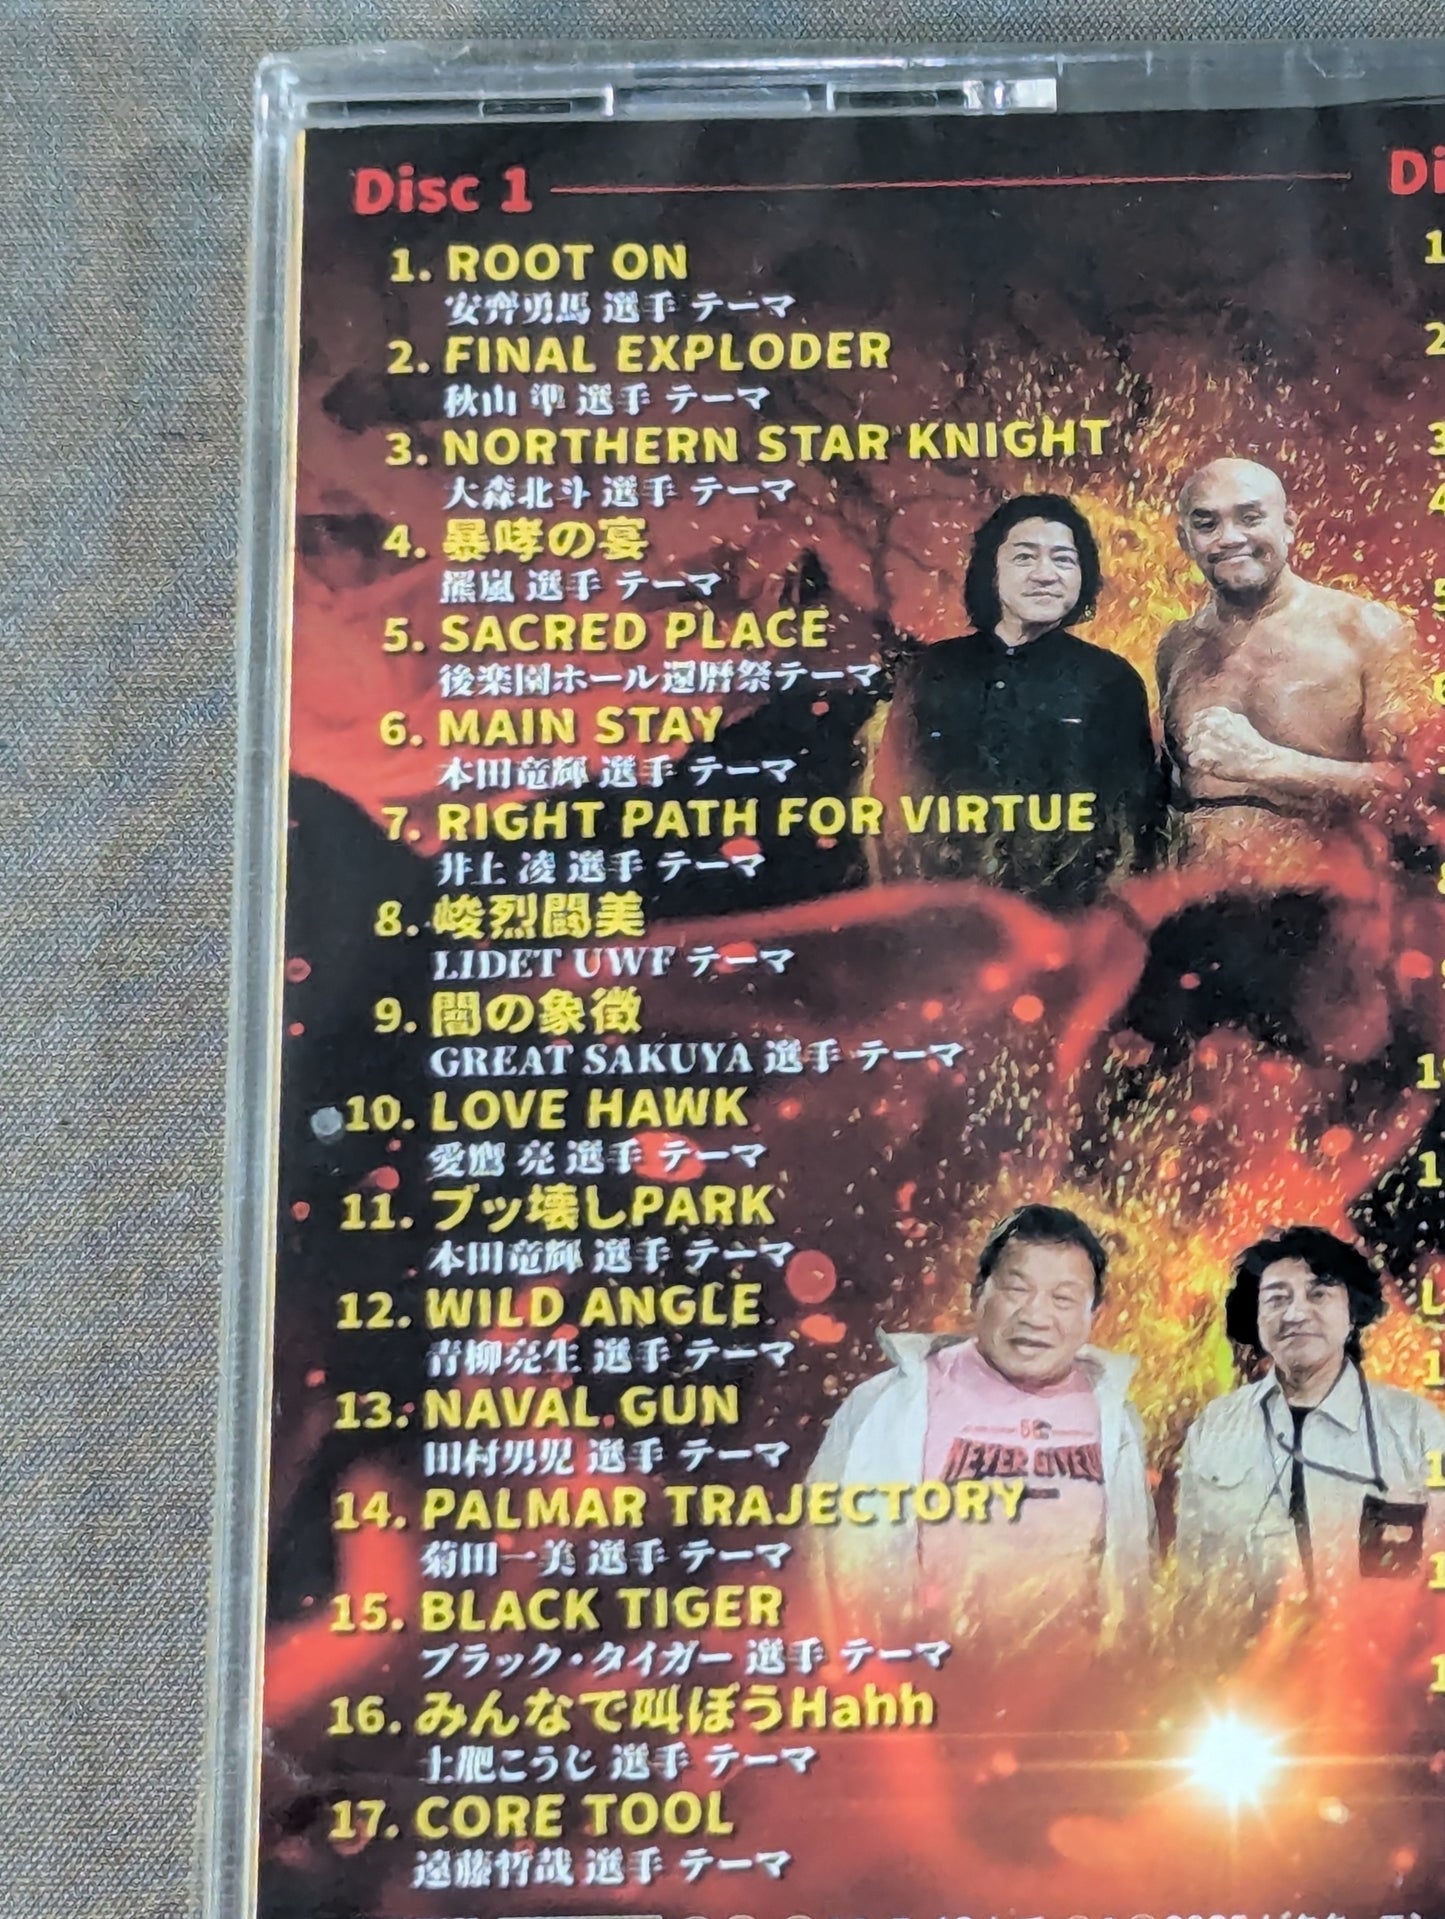 Disc 1
1. ROOT ON
安齊勇馬 選手 テーマ
2. FINAL EXPLODER
秋山 準 選手 テーマ
3. NORTHERN STAR KNIGHT
大森北斗 選手 テーマ
4. 暴哮の宴
羆嵐 選手 テーマ
5. SACRED PLACE
後楽園ホール還暦祭テーマ
6. MAIN STAY
本田竜輝 選手 テーマ
7. RIGHT PATH FOR VIRTUE
井上 凌 選手 テーマ
8. 峻烈闘美
LIDET UWF テーマ
9. 闇の象徴
GREAT SAKUYA 選手 テーマ
10. LOVE HAWK
愛鷹 亮 選手 テーマ
11. ブッ壊しPARK
本田竜輝 選手 テーマ
12. WILD ANGLE
青柳亮生 選手 テーマ
13. NAVAL GUN
田村男児 選手 テーマ
14. PALMAR TRAJECTORY
菊田一美 選手 テーマ
15. BLACK TIGER
ブラック・タイガー 選手 テーマ
16. みんなで叫ぼうHahh
土肥こうじ 選手 テーマ
17. CORE TOOL
遠藤哲哉 選手 テーマ